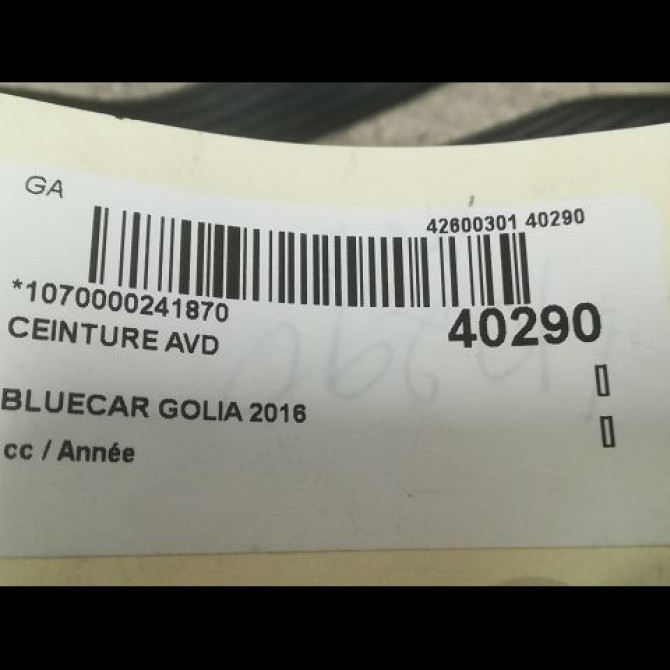 GA
42600301 40290
*1070000241870
40290
CEINTURE AVD
BLUECAR GOLIA 2016
cc / Année